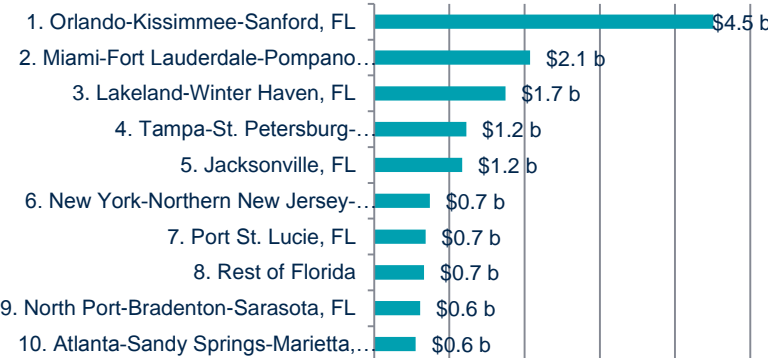 1. Orlando-Kissimmee-Sanford, FL $4.5 b
2. Miami-Fort Lauderdale-Pompano… $2.1 b
3. Lakeland-Winter Haven, FL $1.7 b
4. Tampa-St. Petersburg-… $1.2 b
5. Jacksonville, FL $1.2 b
6. New York-Northern New Jersey-… $0.7 b
7. Port St. Lucie, FL $0.7 b
8. Rest of Florida $0.7 b
9. North Port-Bradenton-Sarasota, FL $0.6 b
10. Atlanta-Sandy Springs-Marietta,… $0.6 b